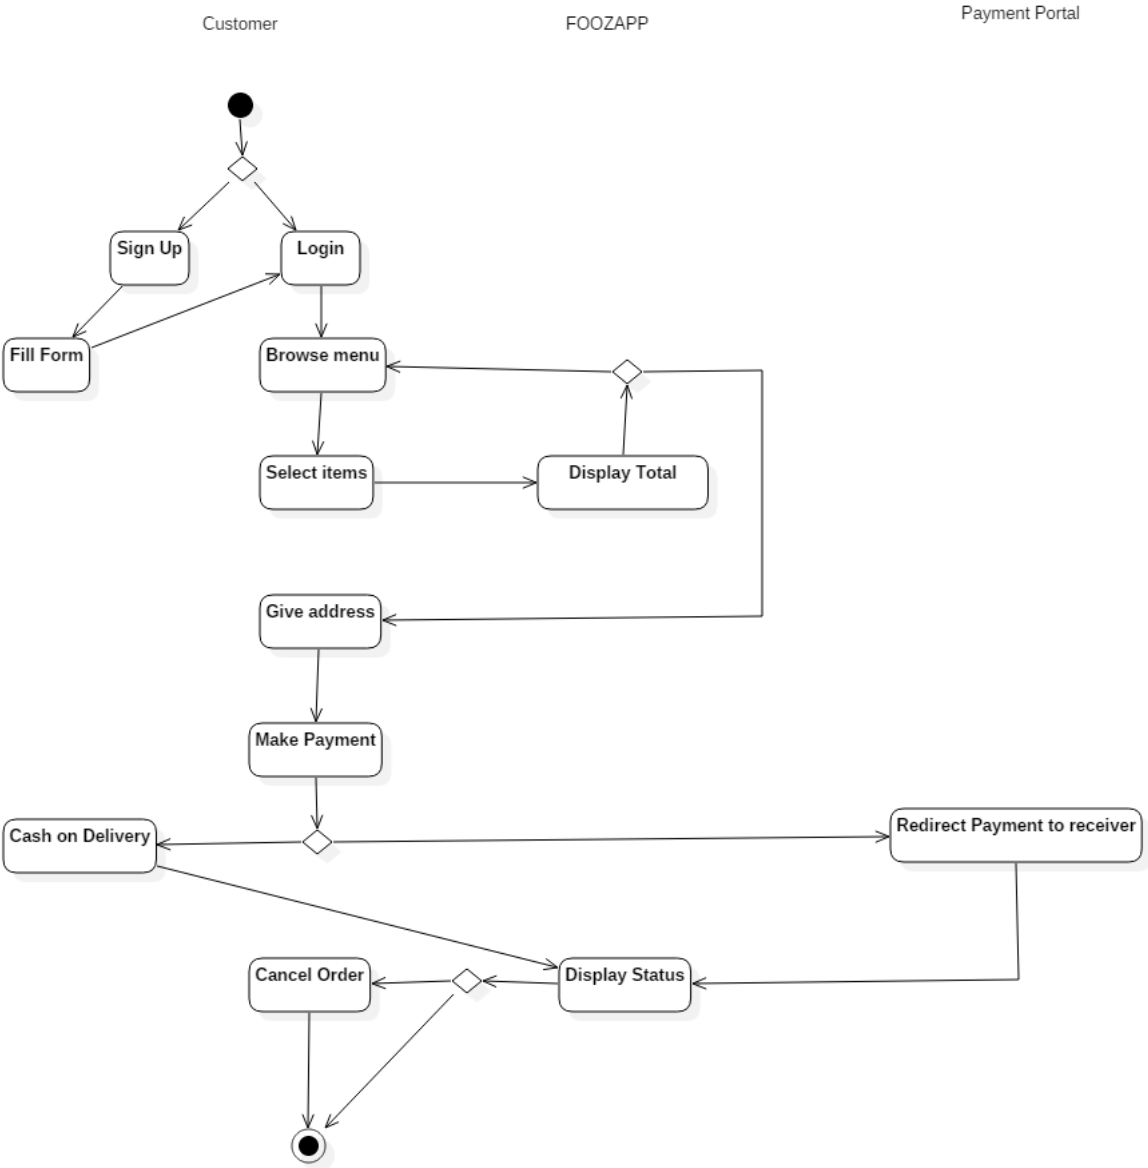 Customer
FOOZAPP
Payment Portal
Sign Up
Login
Fill Form
Browse menu
Select items
Display Total
Give address
Make Payment
Cash on Delivery
Redirect Payment to receiver
Cancel Order
Display Status